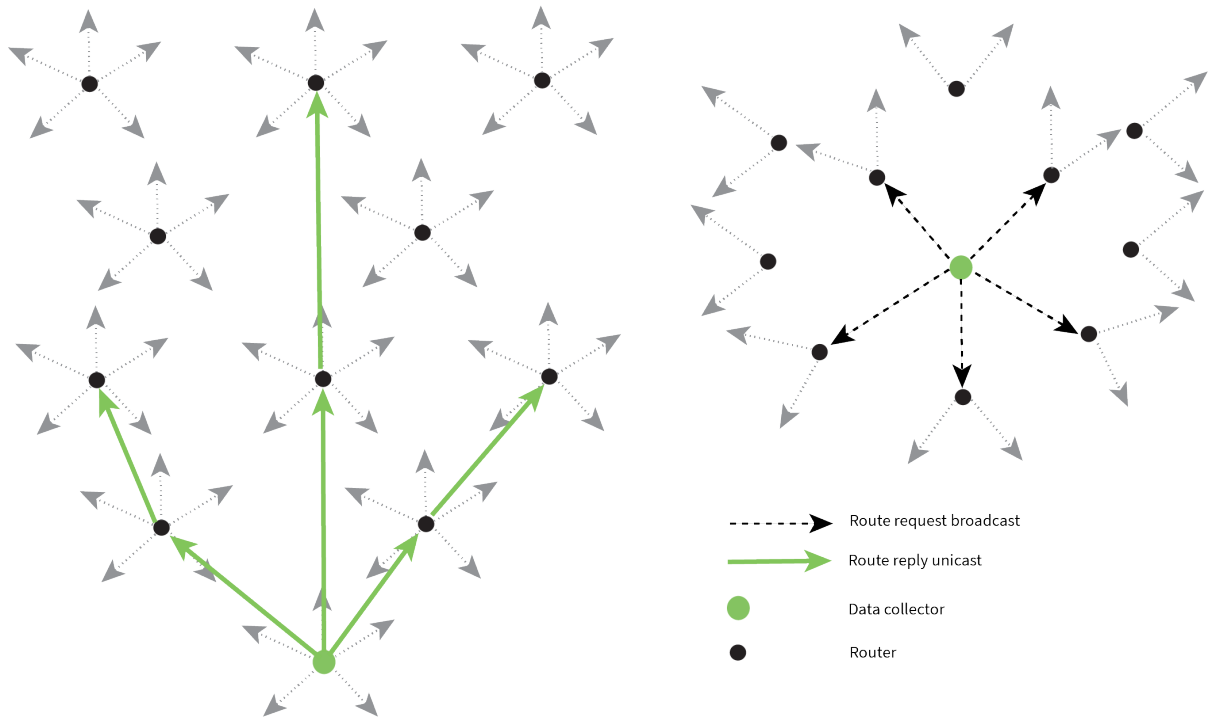 Route request broadcast
Route reply unicast
Data collector
Router